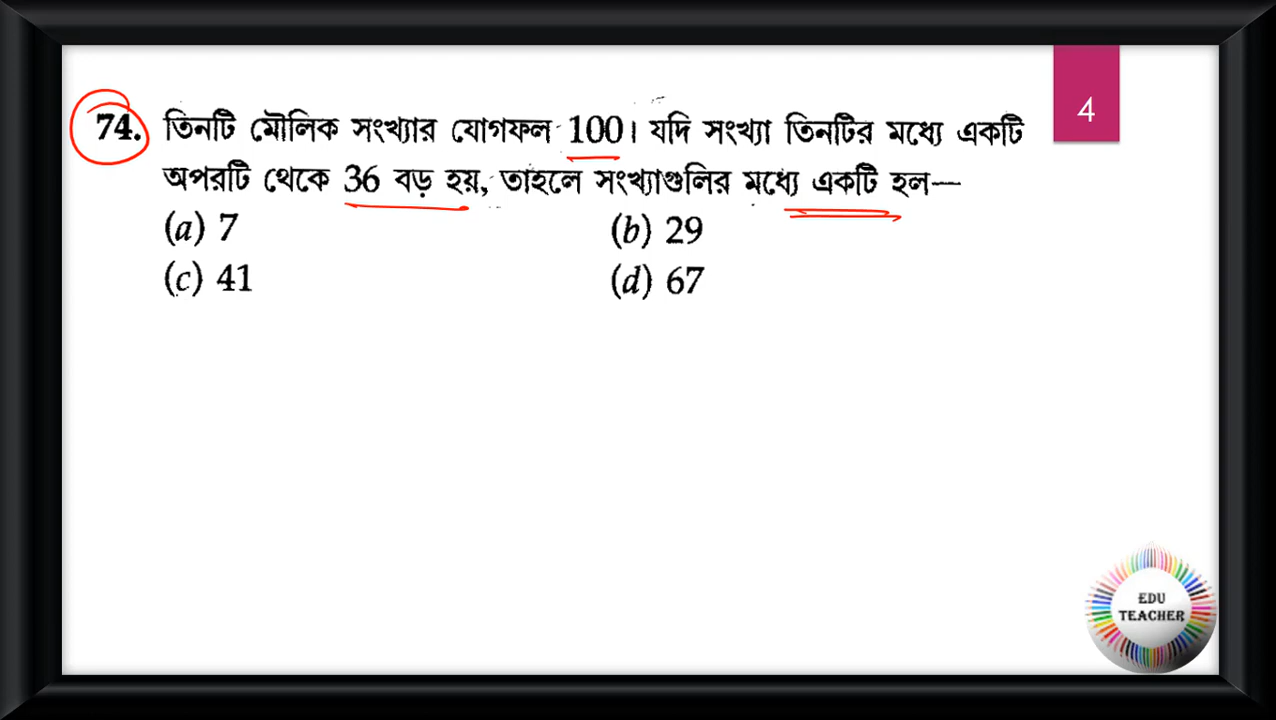 4
74. তিনটি মৌলিক সংখ্যার যোগফল 100। যদি সংখ্যা তিনটির মধ্যে একটি
অপরটি থেকে 36 বড় হয়, তাহলে সংখ্যাগুলির মধ্যে একটি হল—
(a) 7 (b) 29
(c) 41 (d) 67
EDU
TEACHER